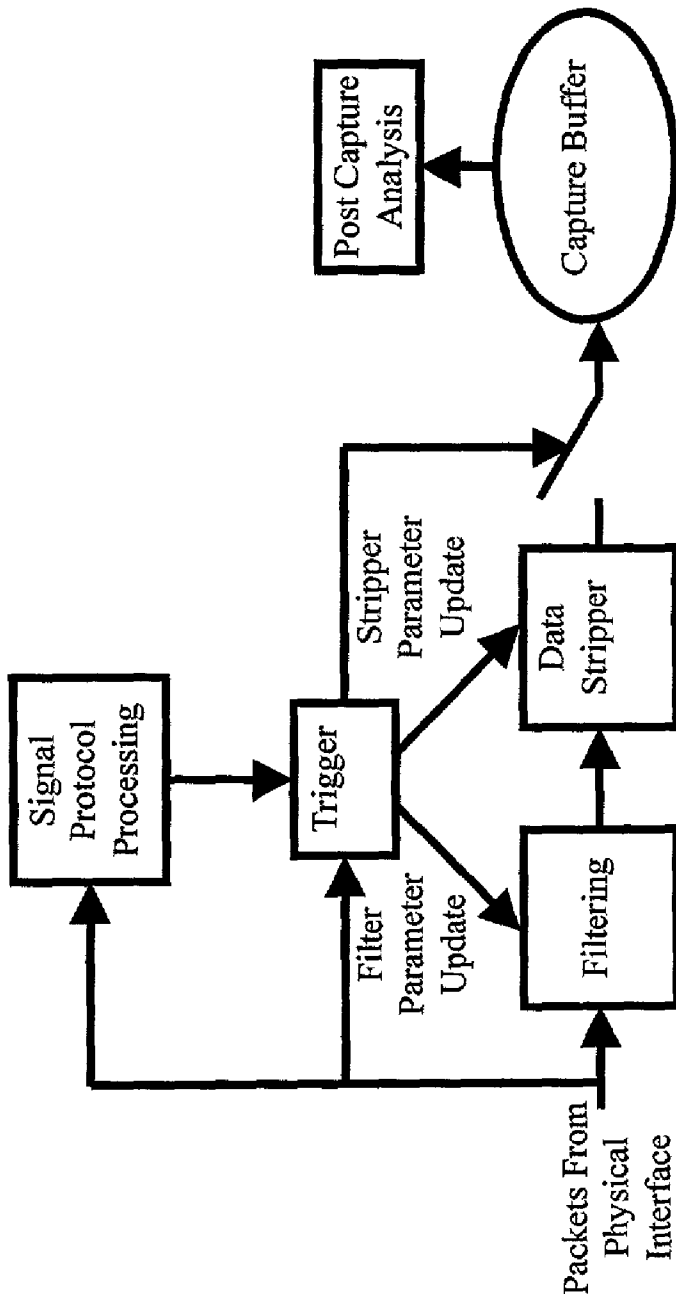 Signal
Protocol
Processing
Trigger
Filter
Parameter
Update
Stripper
Parameter
Update
Packets From
Physical
Interface
Filtering
Data
Stripper
Post Capture
Analysis
Capture Buffer